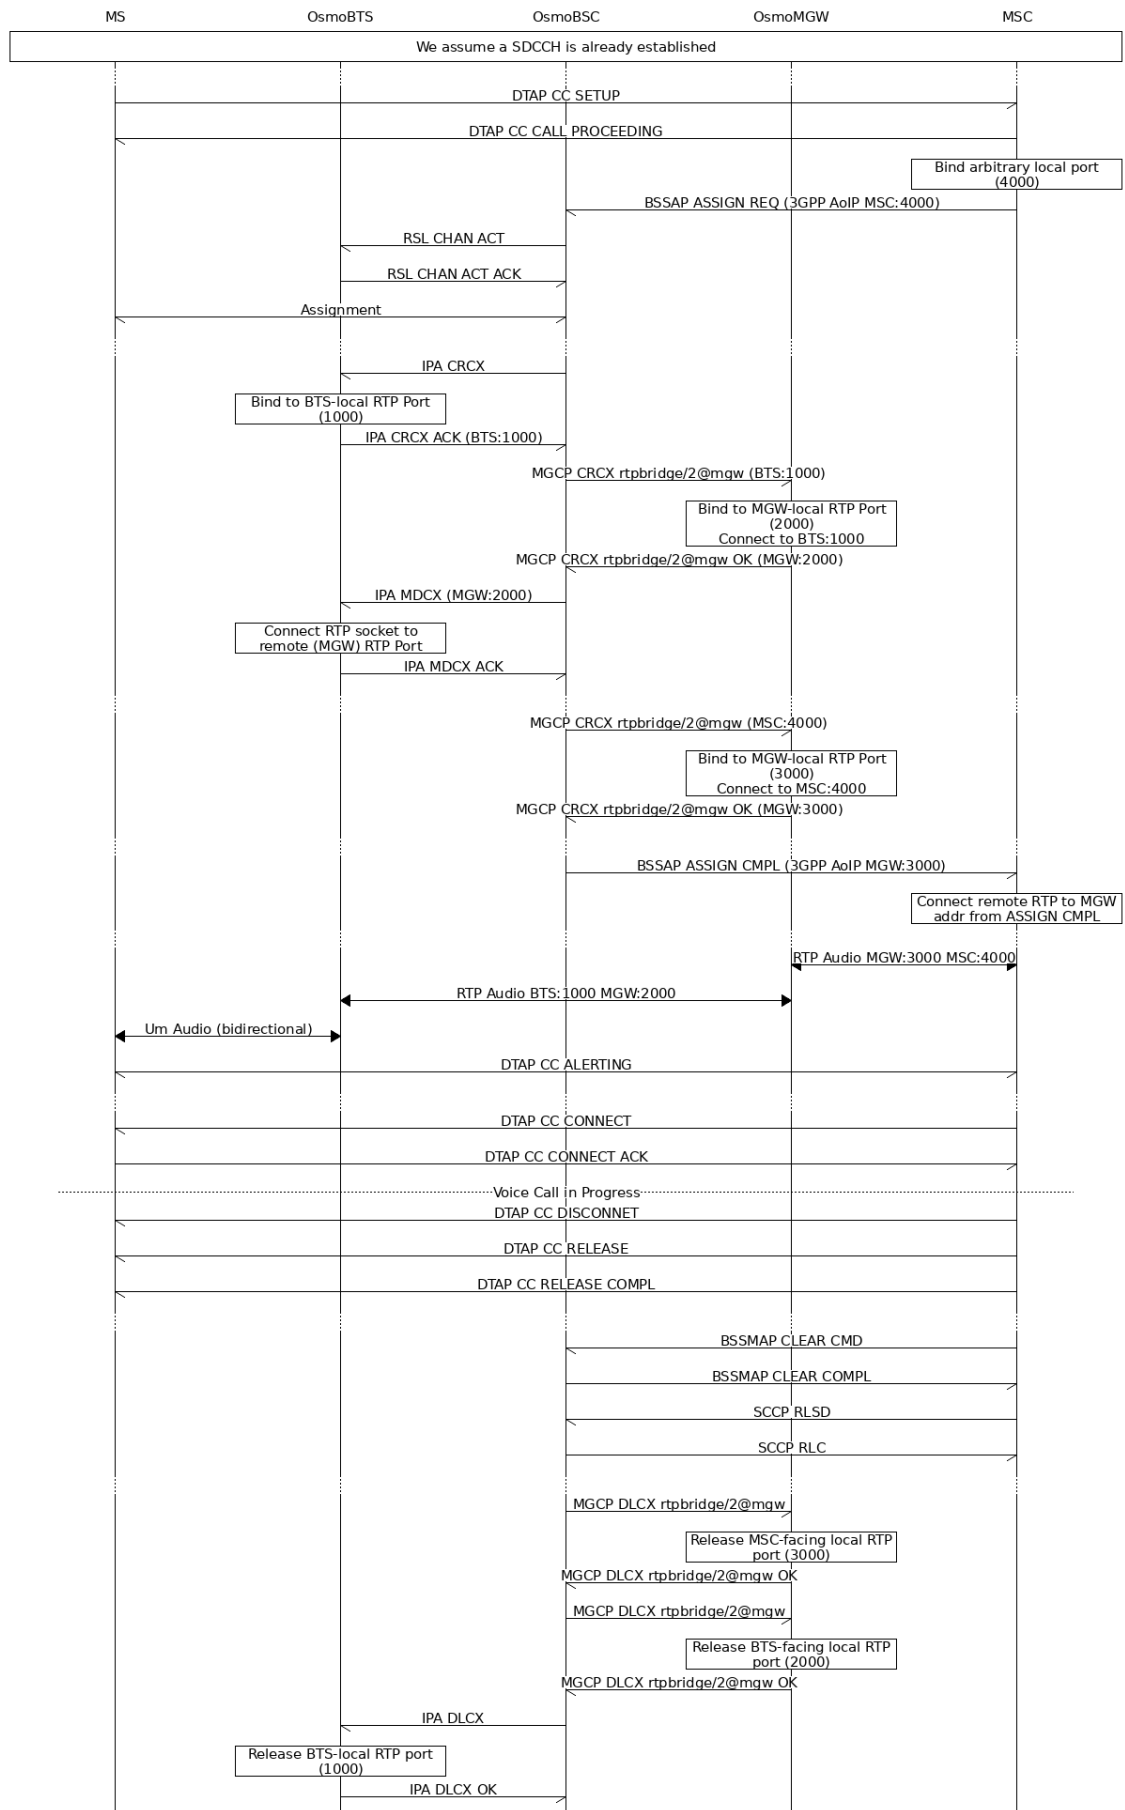 MS OsmoBTS OsmoBSC OsmoMGW MSC
We assume a SDCCH is already established
DTAP CC SETUP
DTAP CC CALL PROCEEDING
Bind arbitrary local port
(4000)
BSSAP ASSIGN REQ (3GPP AoIP MSC:4000)
RSL CHAN ACT
RSL CHAN ACT ACK
Assignment
IPA CRCX
Bind to BTS-local RTP Port
(1000)
IPA CRCX ACK (BTS:1000)
MGCP CRCX rtpbridge/2@mgw (BTS:1000)
Bind to MGW-local RTP Port
(2000)
Connect to BTS:1000
MGCP CRCX rtpbridge/2@mgw OK (MGW:2000)
IPA MDCX (MGW:2000)
Connect RTP socket to
remote (MGW) RTP Port
IPA MDCX ACK
MGCP CRCX rtpbridge/2@mgw (MSC:4000)
Bind to MGW-local RTP Port
(3000)
Connect to MSC:4000
MGCP CRCX rtpbridge/2@mgw OK (MGW:3000)
BSSAP ASSIGN CMPL (3GPP AoIP MGW:3000)
Connect remote RTP to MGW
addr from ASSIGN CMPL
RTP Audio MGW:3000 MSC:4000
RTP Audio BTS:1000 MGW:2000
Um Audio (bidirectional)
DTAP CC ALERTING
DTAP CC CONNECT
DTAP CC CONNECT ACK
Voice Call in Progress
DTAP CC DISCONNET
DTAP CC RELEASE
DTAP CC RELEASE COMPL
BSSMAP CLEAR CMD
BSSMAP CLEAR COMPL
SCCP RLSD
SCCP RLC
MGCP DLCX rtpbridge/2@mgw
Release MSC-facing local RTP
port (3000)
MGCP DLCX rtpbridge/2@mgw OK
MGCP DLCX rtpbridge/2@mgw
Release BTS-facing local RTP
port (2000)
MGCP DLCX rtpbridge/2@mgw OK
IPA DLCX
Release BTS-local RTP port
(1000)
IPA DLCX OK